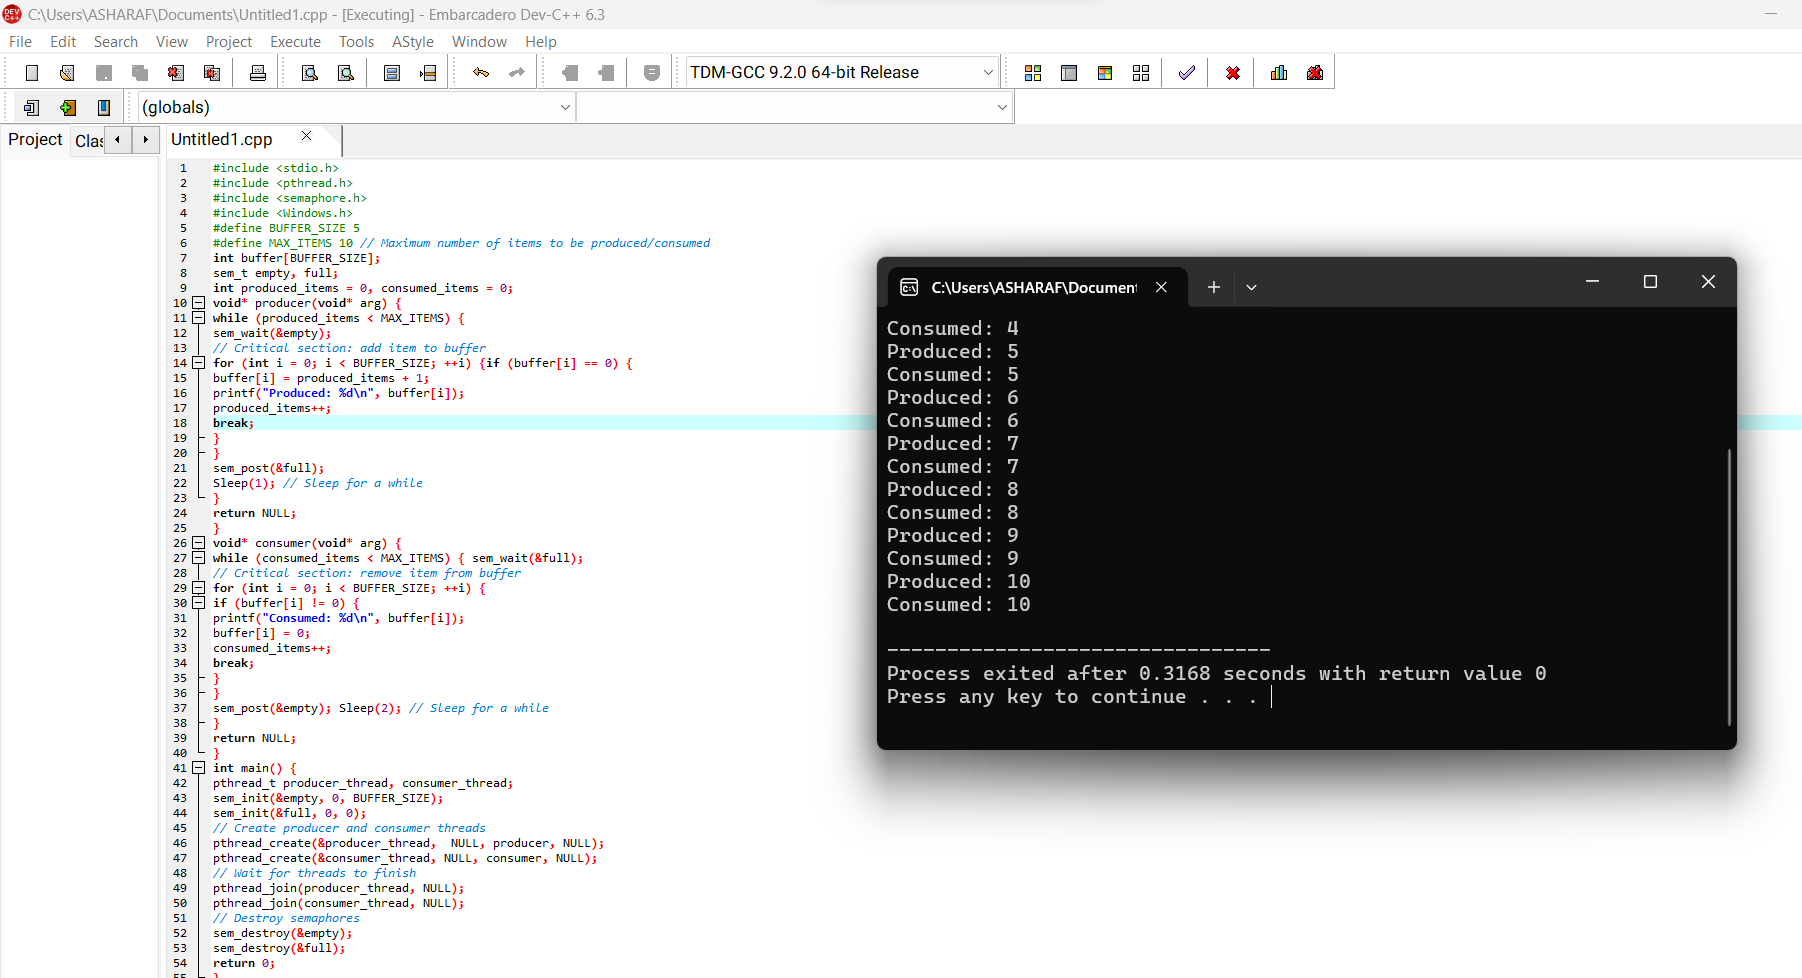 C:\Users\ASHARAF\Documents\Untitled1.cpp - [Executing] - Embarcadero Dev-C++ 6.3
File Edit Search View Project Execute Tools AStyle Window Help
TDM-GCC 9.2.0 64-bit Release
(globals)
Project Clas Untitled1.cpp
1 #include <stdio.h>
2 #include <pthread.h>
3 #include <semaphore.h>
4 #include <Windows.h>
5 #define BUFFER_SIZE 5
6 #define MAX_ITEMS 10 // Maximum number of items to be produced/consumed
7 int buffer[BUFFER_SIZE];
8 sem_t empty, full;
9 int produced_items = 0, consumed_items = 0;
10 void* producer(void* arg) {
11 while (produced_items < MAX_ITEMS) {
12 sem_wait(&empty);
13 // Critical section: add item to buffer
14 for (int i = 0; i < BUFFER_SIZE; ++i) {if (buffer[i] == 0) {
15 buffer[i] = produced_items + 1;
16 printf("Produced: %d\n", buffer[i]);
17 produced_items++;
18 break;
19 }
20 }
21 sem_post(&full);
22 Sleep(1); // Sleep for a while
23 }
24 return NULL;
25 }
26 void* consumer(void* arg) {
27 while (consumed_items < MAX_ITEMS) { sem_wait(&full);
28 // Critical section: remove item from buffer
29 for (int i = 0; i < BUFFER_SIZE; ++i) {
30 if (buffer[i] != 0) {
31 printf("Consumed: %d\n", buffer[i]);
32 buffer[i] = 0;
33 consumed_items++;
34 break;
35 }
36 }
37 sem_post(&empty); Sleep(2); // Sleep for a while
38 }
39 return NULL;
40 }
41 int main() {
42 pthread_t producer_thread, consumer_thread;
43 sem_init(&empty, 0, BUFFER_SIZE);
44 sem_init(&full, 0, 0);
45 // Create producer and consumer threads
46 pthread_create(&producer_thread,  NULL, producer, NULL);
47 pthread_create(&consumer_thread, NULL, consumer, NULL);
48 // Wait for threads to finish
49 pthread_join(producer_thread, NULL);
50 pthread_join(consumer_thread, NULL);
51 // Destroy semaphores
52 sem_destroy(&empty);
53 sem_destroy(&full);
54 return 0;
55 }
C:\Users\ASHARAF\Document
Consumed: 4
Produced: 5
Consumed: 5
Produced: 6
Consumed: 6
Produced: 7
Consumed: 7
Produced: 8
Consumed: 8
Produced: 9
Consumed: 9
Produced: 10
Consumed: 10
--------------------------------
Process exited after 0.3168 seconds with return value 0
Press any key to continue . . .